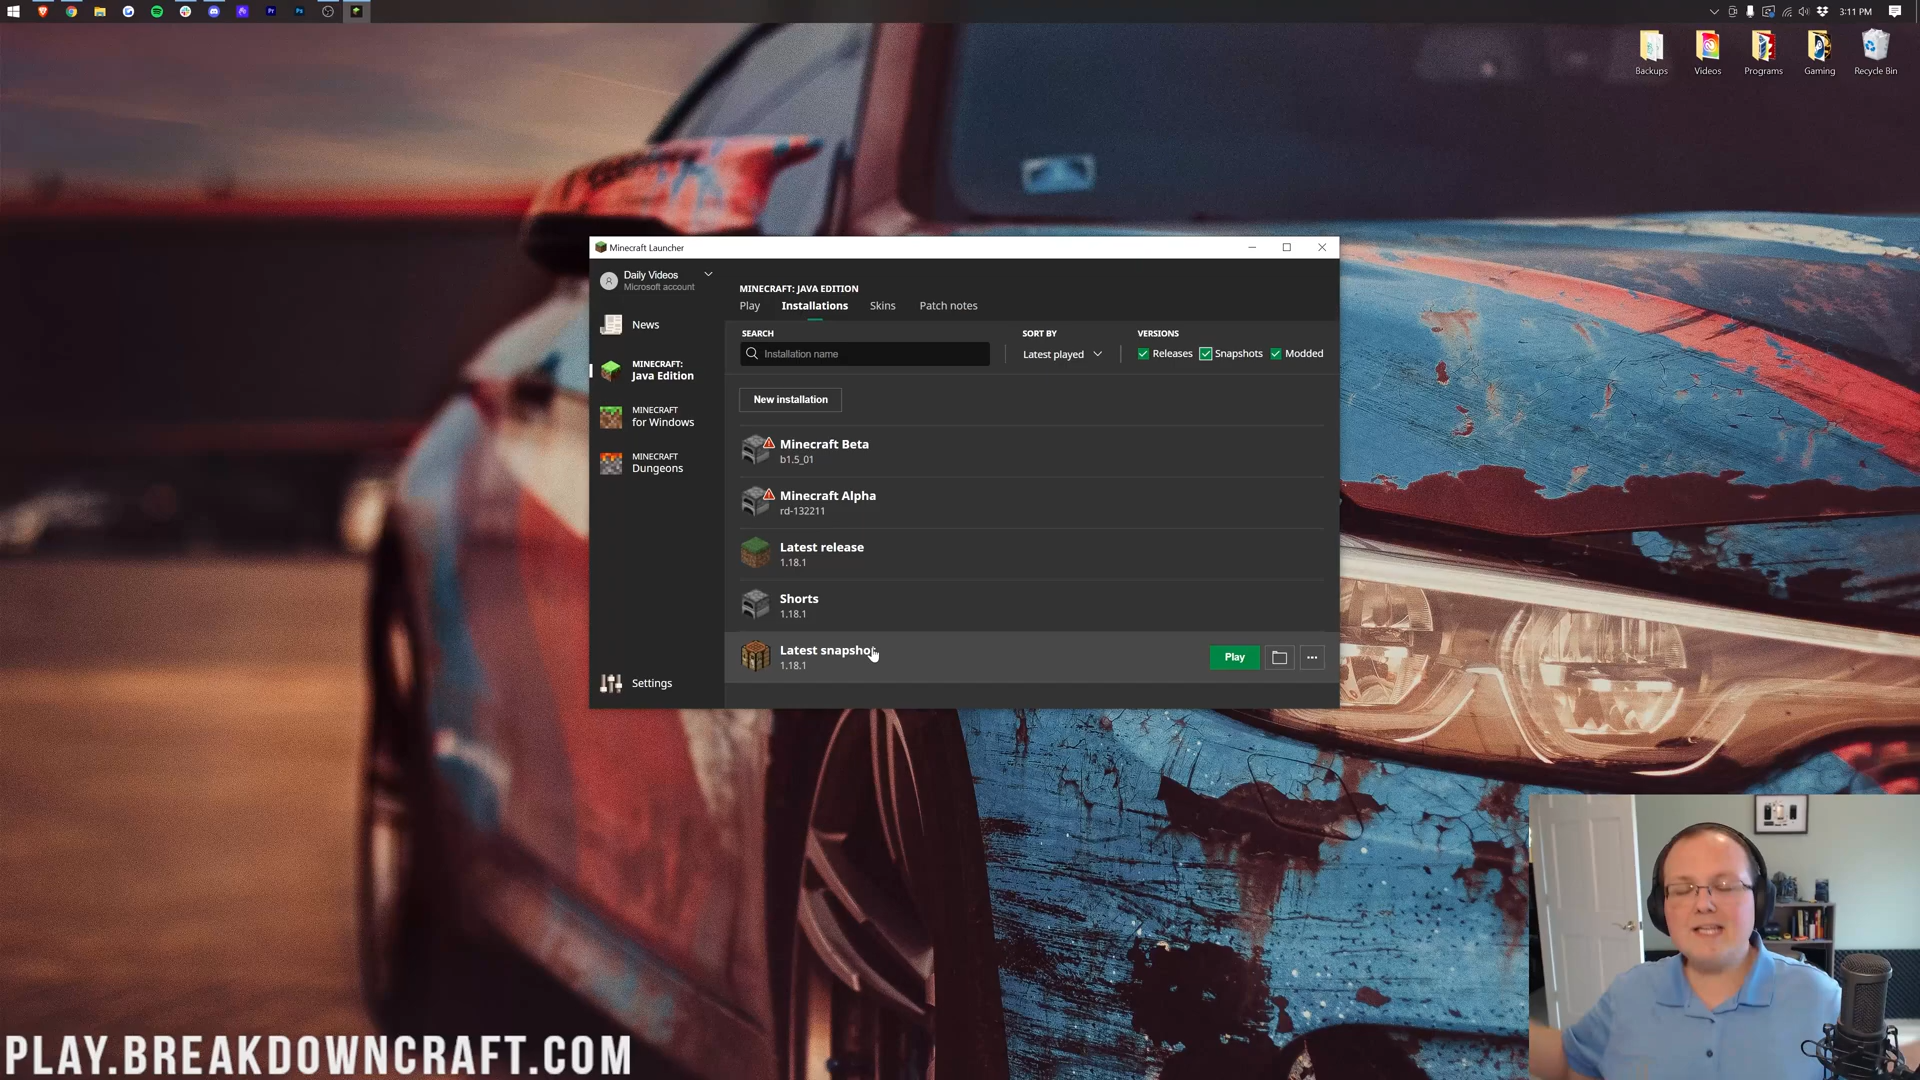 3:11 PM
Backups
Videos
Programs
Gaming
Recycle Bin
Minecraft Launcher
Daily Videos
Microsoft account
News
MINECRAFT:
Java Edition
MINECRAFT
for Windows
MINECRAFT
Dungeons
Settings
MINECRAFT: JAVA EDITION
Play
Installations
Skins
Patch notes
SEARCH
SORT BY
VERSIONS
Installation name
Latest played
Releases
Snapshots
Modded
New installation
Minecraft Beta
b1.5_01
Minecraft Alpha
rd-132211
Latest release
1.18.1
Shorts
1.18.1
Latest snapshot
1.18.1
Play
PLAY.BREAKDOWNCRAFT.COM